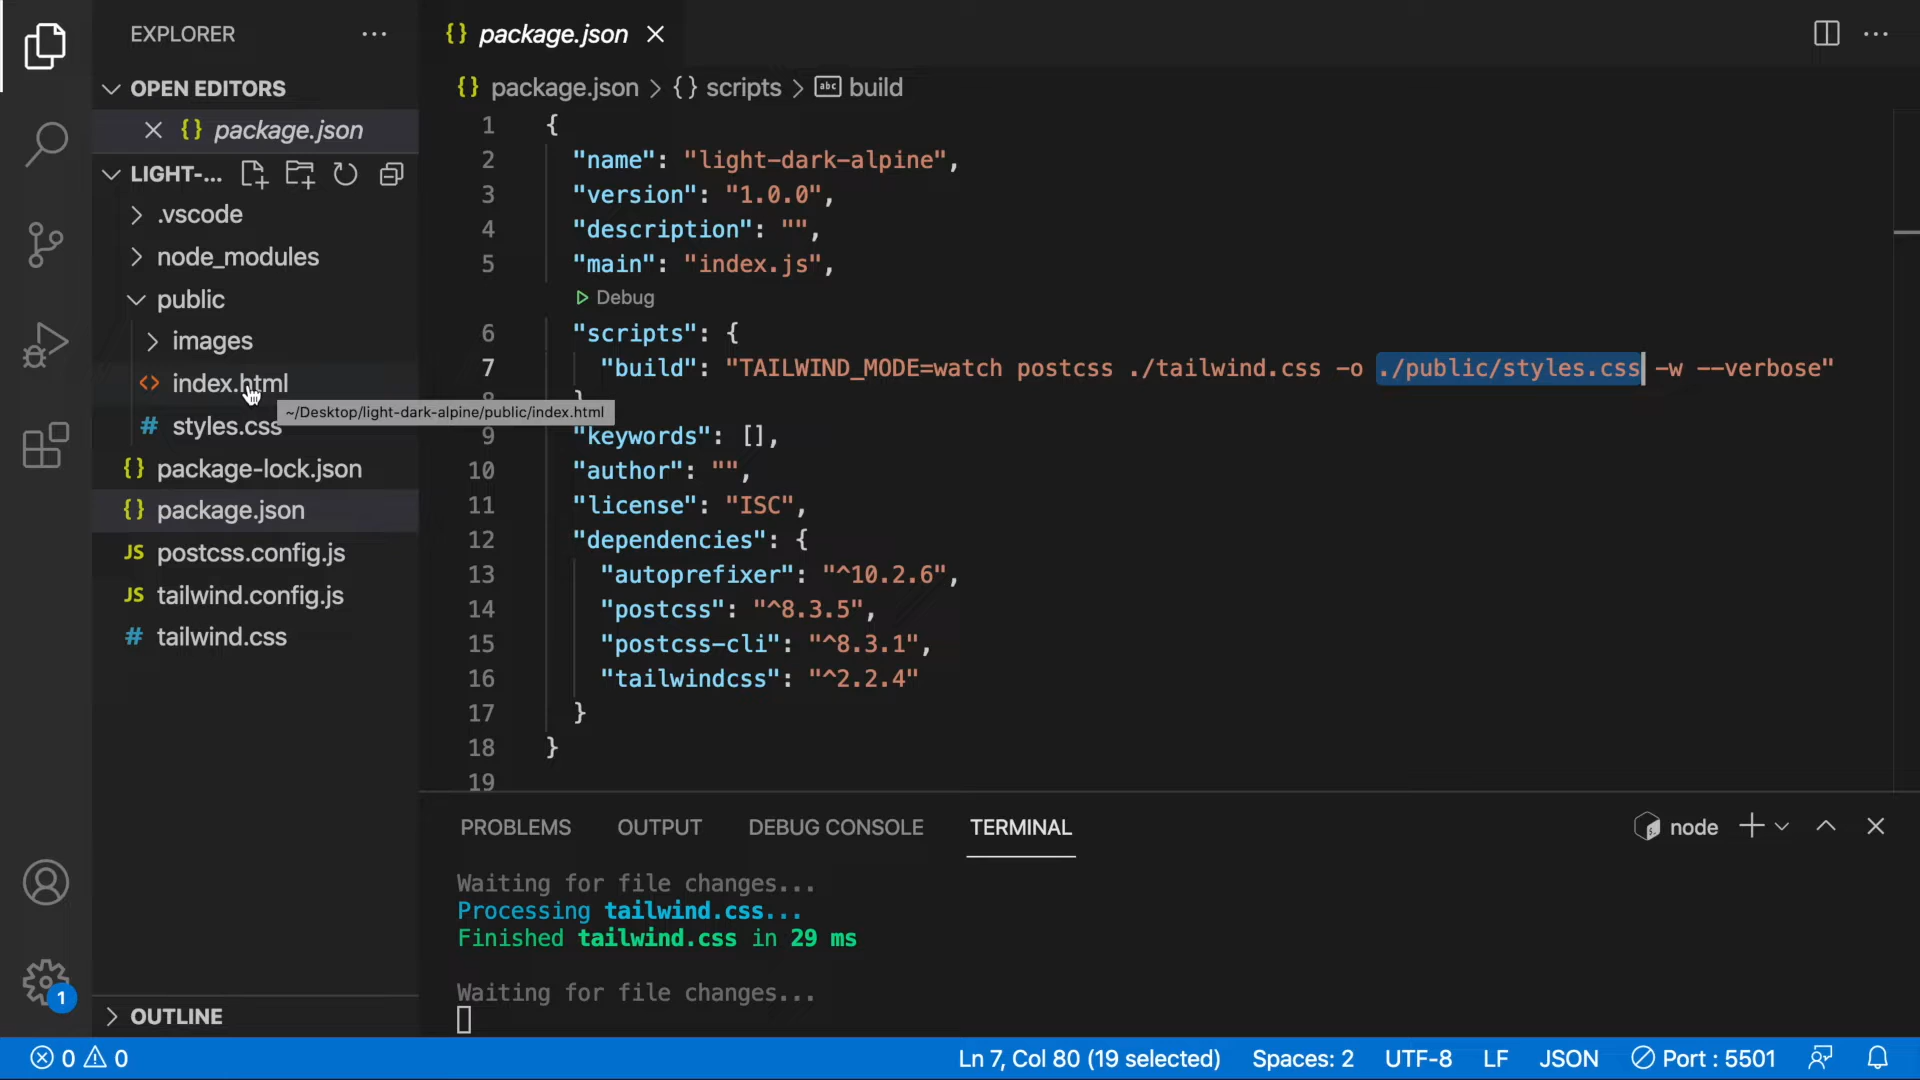 EXPLORER
OPEN EDITORS
{} package.json
LIGHT-...
.vscode
node_modules
public
images
<> index.html
~/Desktop/light-dark-alpine/public/index.html
# styles.css
{} package-lock.json
{} package.json
JS postcss.config.js
JS tailwind.config.js
# tailwind.css
OUTLINE
1
{} package.json
{} package.json > {} scripts > abc build
1 {
2 "name": "light-dark-alpine",
3 "version": "1.0.0",
4 "description": "",
5 "main": "index.js",
Debug
6 "scripts": {
7 "build": "TAILWIND_MODE=watch postcss ./tailwind.css -o ./public/styles.css -w --verbose"
9 "keywords": [],
10 "author": "",
11 "license": "ISC",
12 "dependencies": {
13 "autoprefixer": "^10.2.6",
14 "postcss": "^8.3.5",
15 "postcss-cli": "^8.3.1",
16 "tailwindcss": "^2.2.4"
17 }
18 }
19
PROBLEMS OUTPUT DEBUG CONSOLE TERMINAL node
Waiting for file changes...
Processing tailwind.css...
Finished tailwind.css in 29 ms
Waiting for file changes...
0 0 Ln 7, Col 80 (19 selected) Spaces: 2 UTF-8 LF JSON Port : 5501